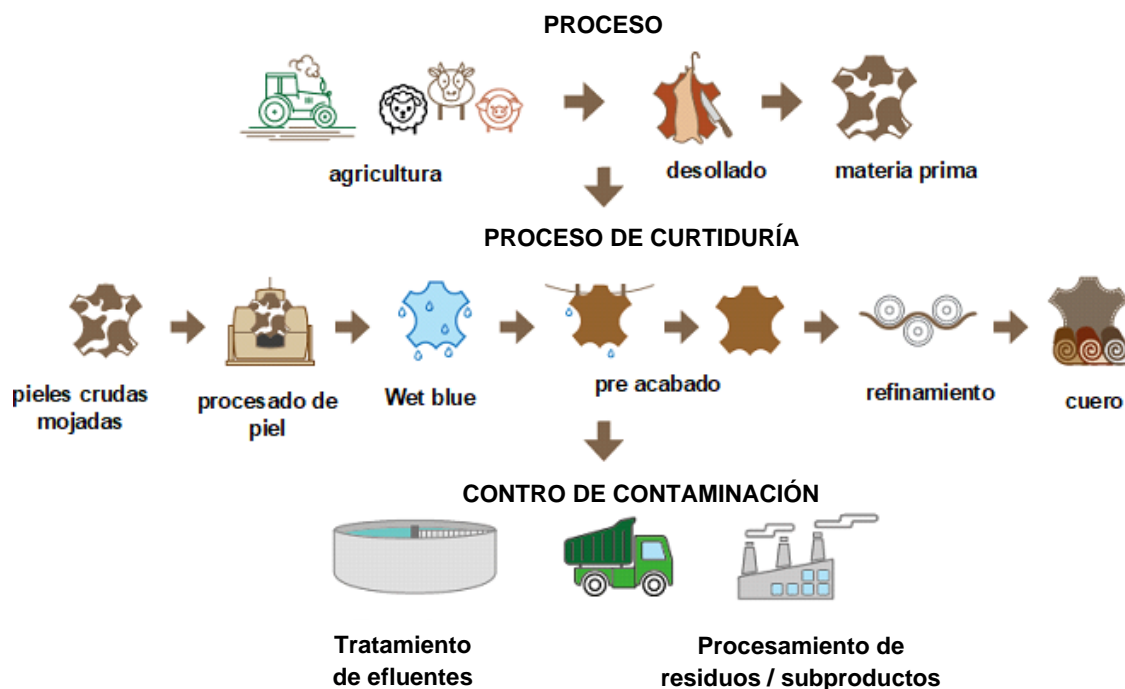 PROCESO
agricultura
desollado
materia prima
PROCESO DE CURTIDURÍA
pieles crudas
mojadas
procesado de
piel
Wet blue
pre acabado
refinamiento
cuero
CONTRO DE CONTAMINACIÓN
Tratamiento
de efluentes
Procesamiento de
residuos / subproductos